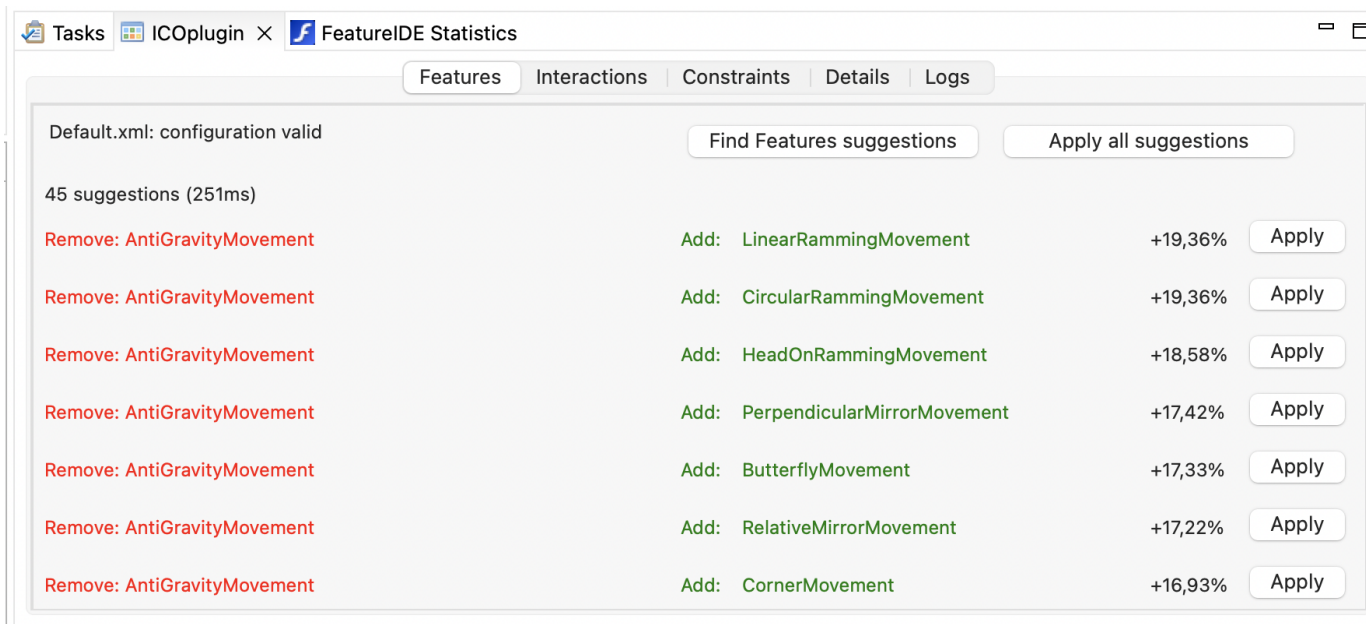 Tasks ICOplugin FeatureIDE Statistics
Features Interactions Constraints Details Logs
Default.xml: configuration valid Find Features suggestions Apply all suggestions
45 suggestions (251ms)
Remove: AntiGravityMovement Add: LinearRammingMovement +19,36% Apply
Remove: AntiGravityMovement Add: CircularRammingMovement +19,36% Apply
Remove: AntiGravityMovement Add: HeadOnRammingMovement +18,58% Apply
Remove: AntiGravityMovement Add: PerpendicularMirrorMovement +17,42% Apply
Remove: AntiGravityMovement Add: ButterflyMovement +17,33% Apply
Remove: AntiGravityMovement Add: RelativeMirrorMovement +17,22% Apply
Remove: AntiGravityMovement Add: CornerMovement +16,93% Apply